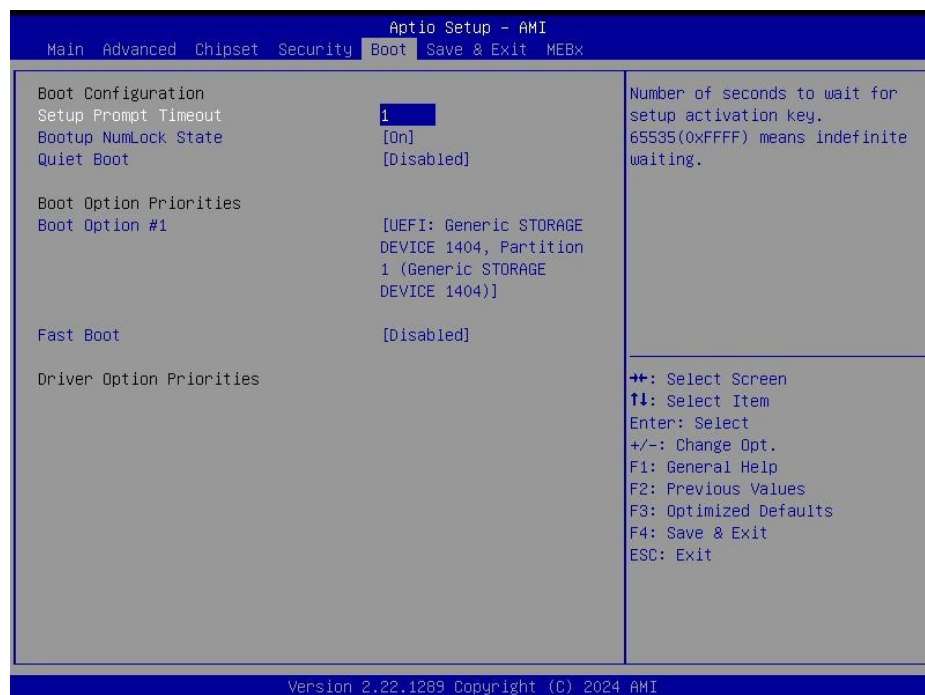 Aptio Setup - AMI
Main Advanced Chipset Security Boot Save & Exit MEBx
Boot Configuration
Setup Prompt Timeout 1
Bootup NumLock State [On]
Quiet Boot [Disabled]
Boot Option Priorities
Boot Option #1 [UEFI: Generic STORAGE
DEVICE 1404, Partition
1 (Generic STORAGE
DEVICE 1404)]
Fast Boot [Disabled]
Driver Option Priorities
Number of seconds to wait for
setup activation key.
65535(0xFFFF) means indefinite
waiting.
→←: Select Screen
↑↓: Select Item
Enter: Select
+/-: Change Opt.
F1: General Help
F2: Previous Values
F3: Optimized Defaults
F4: Save & Exit
ESC: Exit
Version 2.22.1289 Copyright (C) 2024 AMI